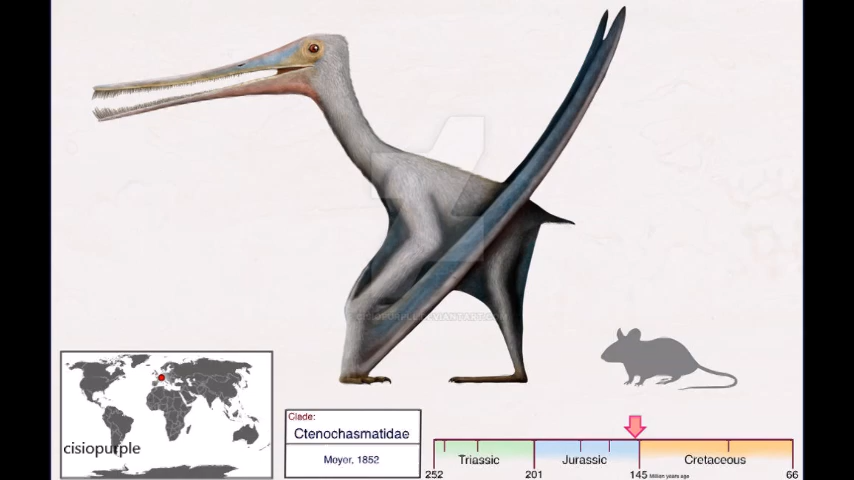 cisiopurple
Clade:
Ctenochasmatidae
Moyer, 1852
Triassic
Jurassic
Cretaceous
252
201
145
Million years ago
66